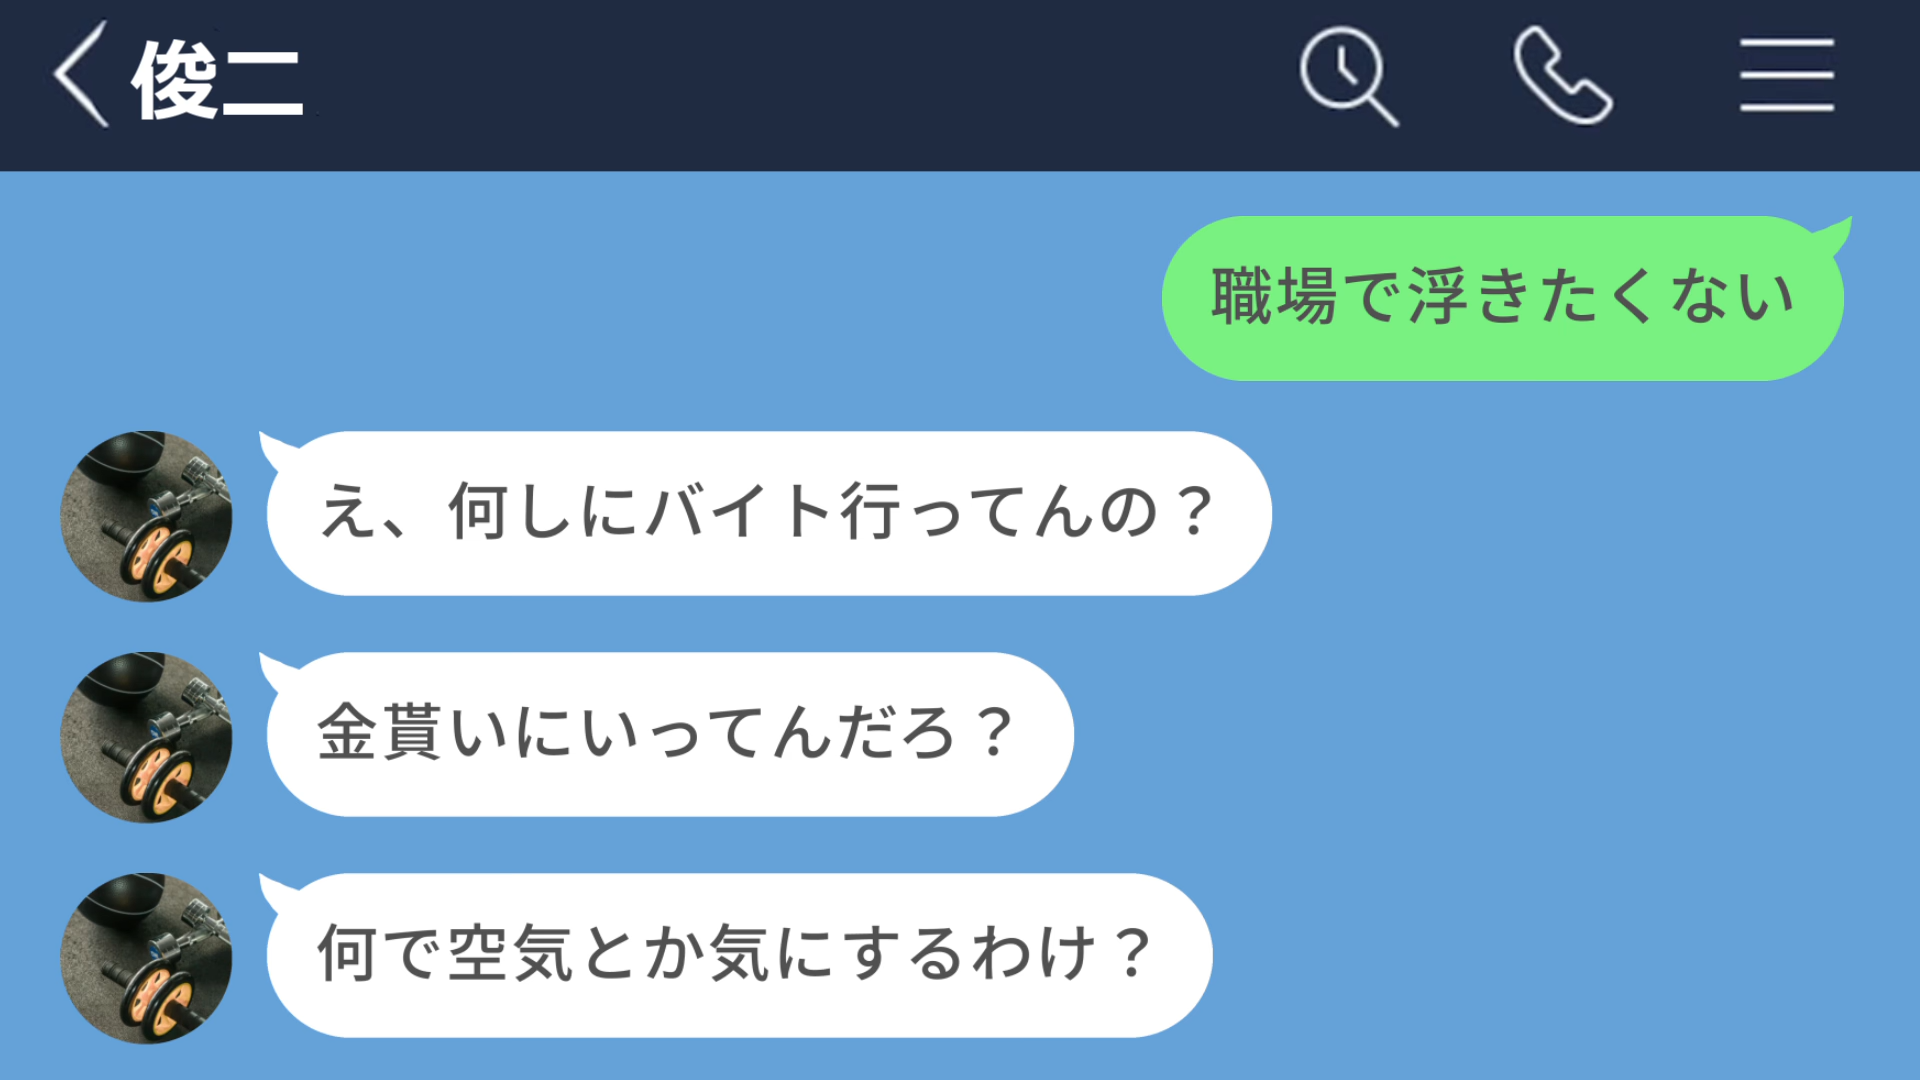 俊二
職場で浮きたくない
え、何しにバイト行ってんの？
金貰いにいってんだろ？
何で空気とか気にするわけ？